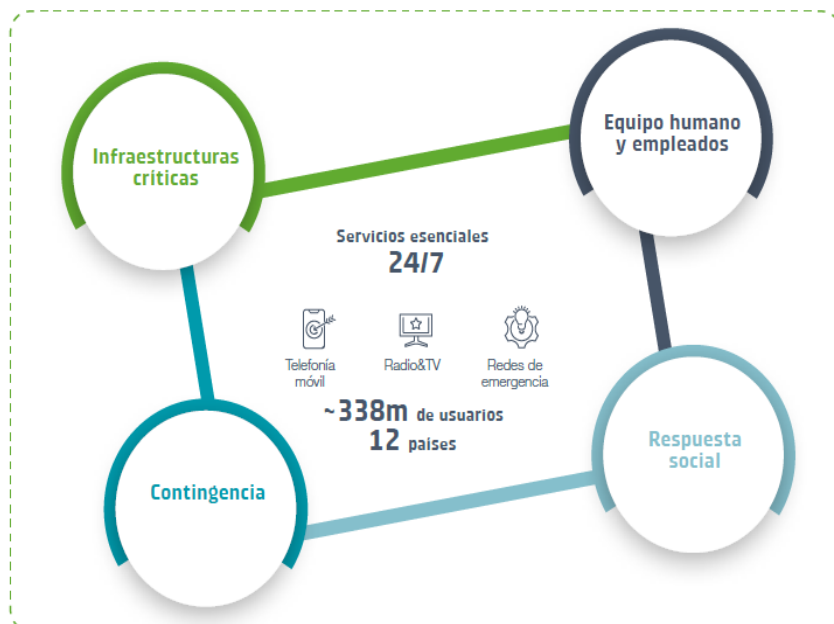 Infraestructuras
críticas
Equipo humano
y empleados
Servicios esenciales
24/7
Telefonía
móvil
Radio&TV
Redes de
emergencia
~338m de usuarios
12 países
Contingencia
Respuesta
social